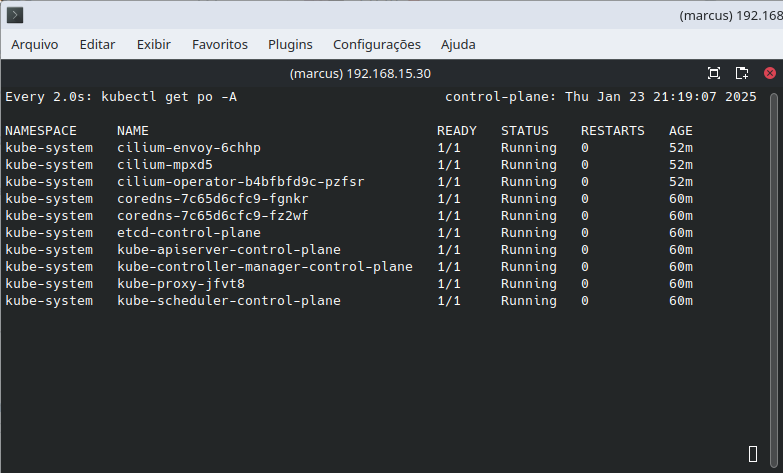 (marcus) 192.168
Arquivo Editar Exibir Favoritos Plugins Configurações Ajuda
(marcus) 192.168.15.30
Every 2.0s: kubectl get po -A control-plane: Thu Jan 23 21:19:07 2025
NAMESPACE NAME READY STATUS RESTARTS AGE
kube-system cilium-envoy-6chhp 1/1 Running 0 52m
kube-system cilium-mpxd5 1/1 Running 0 52m
kube-system cilium-operator-b4bfbfd9c-pzfsr 1/1 Running 0 52m
kube-system coredns-7c65d6cfc9-fgnkr 1/1 Running 0 60m
kube-system coredns-7c65d6cfc9-fz2wf 1/1 Running 0 60m
kube-system etcd-control-plane 1/1 Running 0 60m
kube-system kube-apiserver-control-plane 1/1 Running 0 60m
kube-system kube-controller-manager-control-plane 1/1 Running 0 60m
kube-system kube-proxy-jfvt8 1/1 Running 0 60m
kube-system kube-scheduler-control-plane 1/1 Running 0 60m